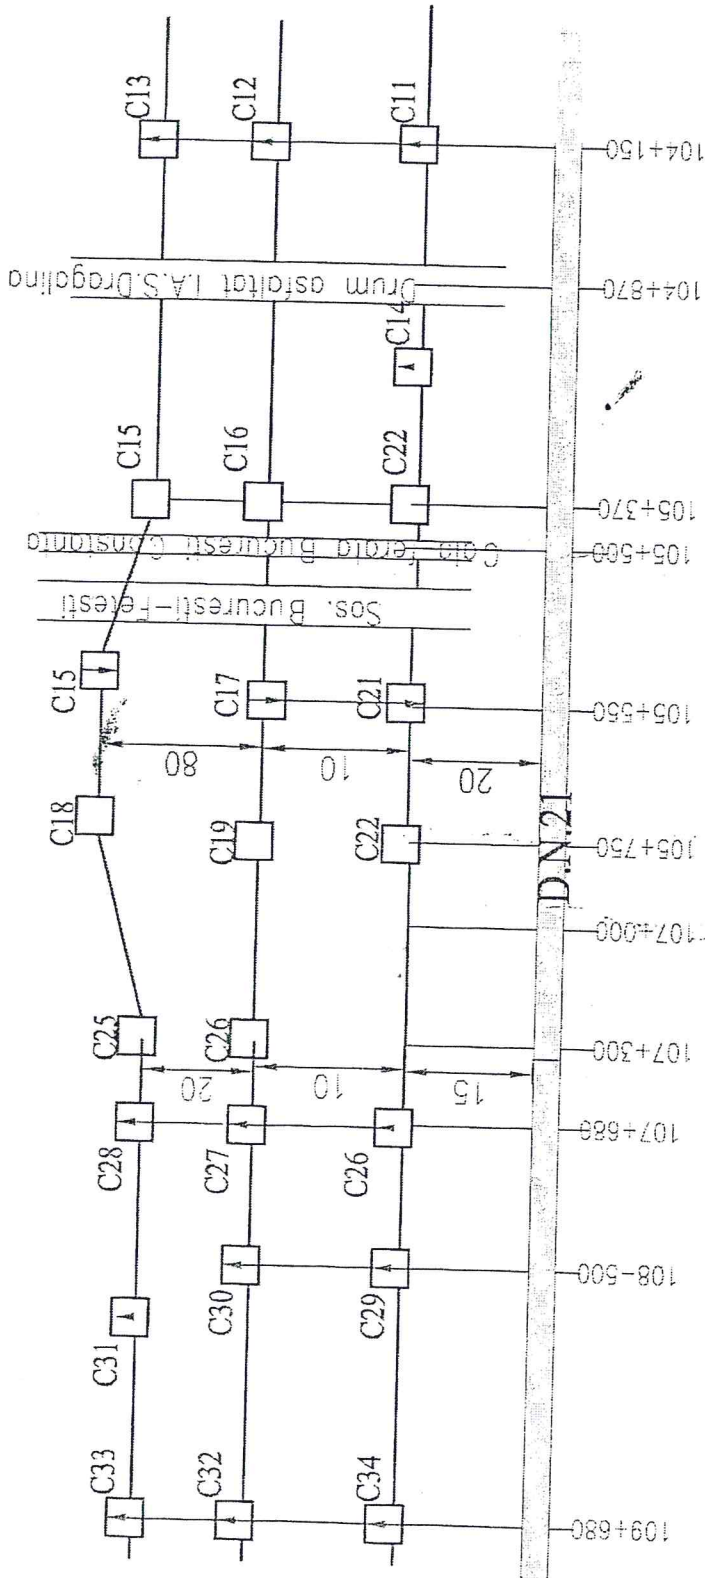 C13
C12
C11
104+150
Drum asfaltat I.A.S.Dragalina
104+870
C14
C15
C16
C22
105+370
Cale ferata Bucuresti Constanta
105+500
Sos. Bucuresti-Fetesti
C15
C17
C21
105+550
80
10
20
C18
C19
C22
105+750
D.N.21
107+000
C25
C26
107+300
20
10
15
C28
C27
C26
107+680
C30
C29
108-500
C31
C33
C32
C34
109+680